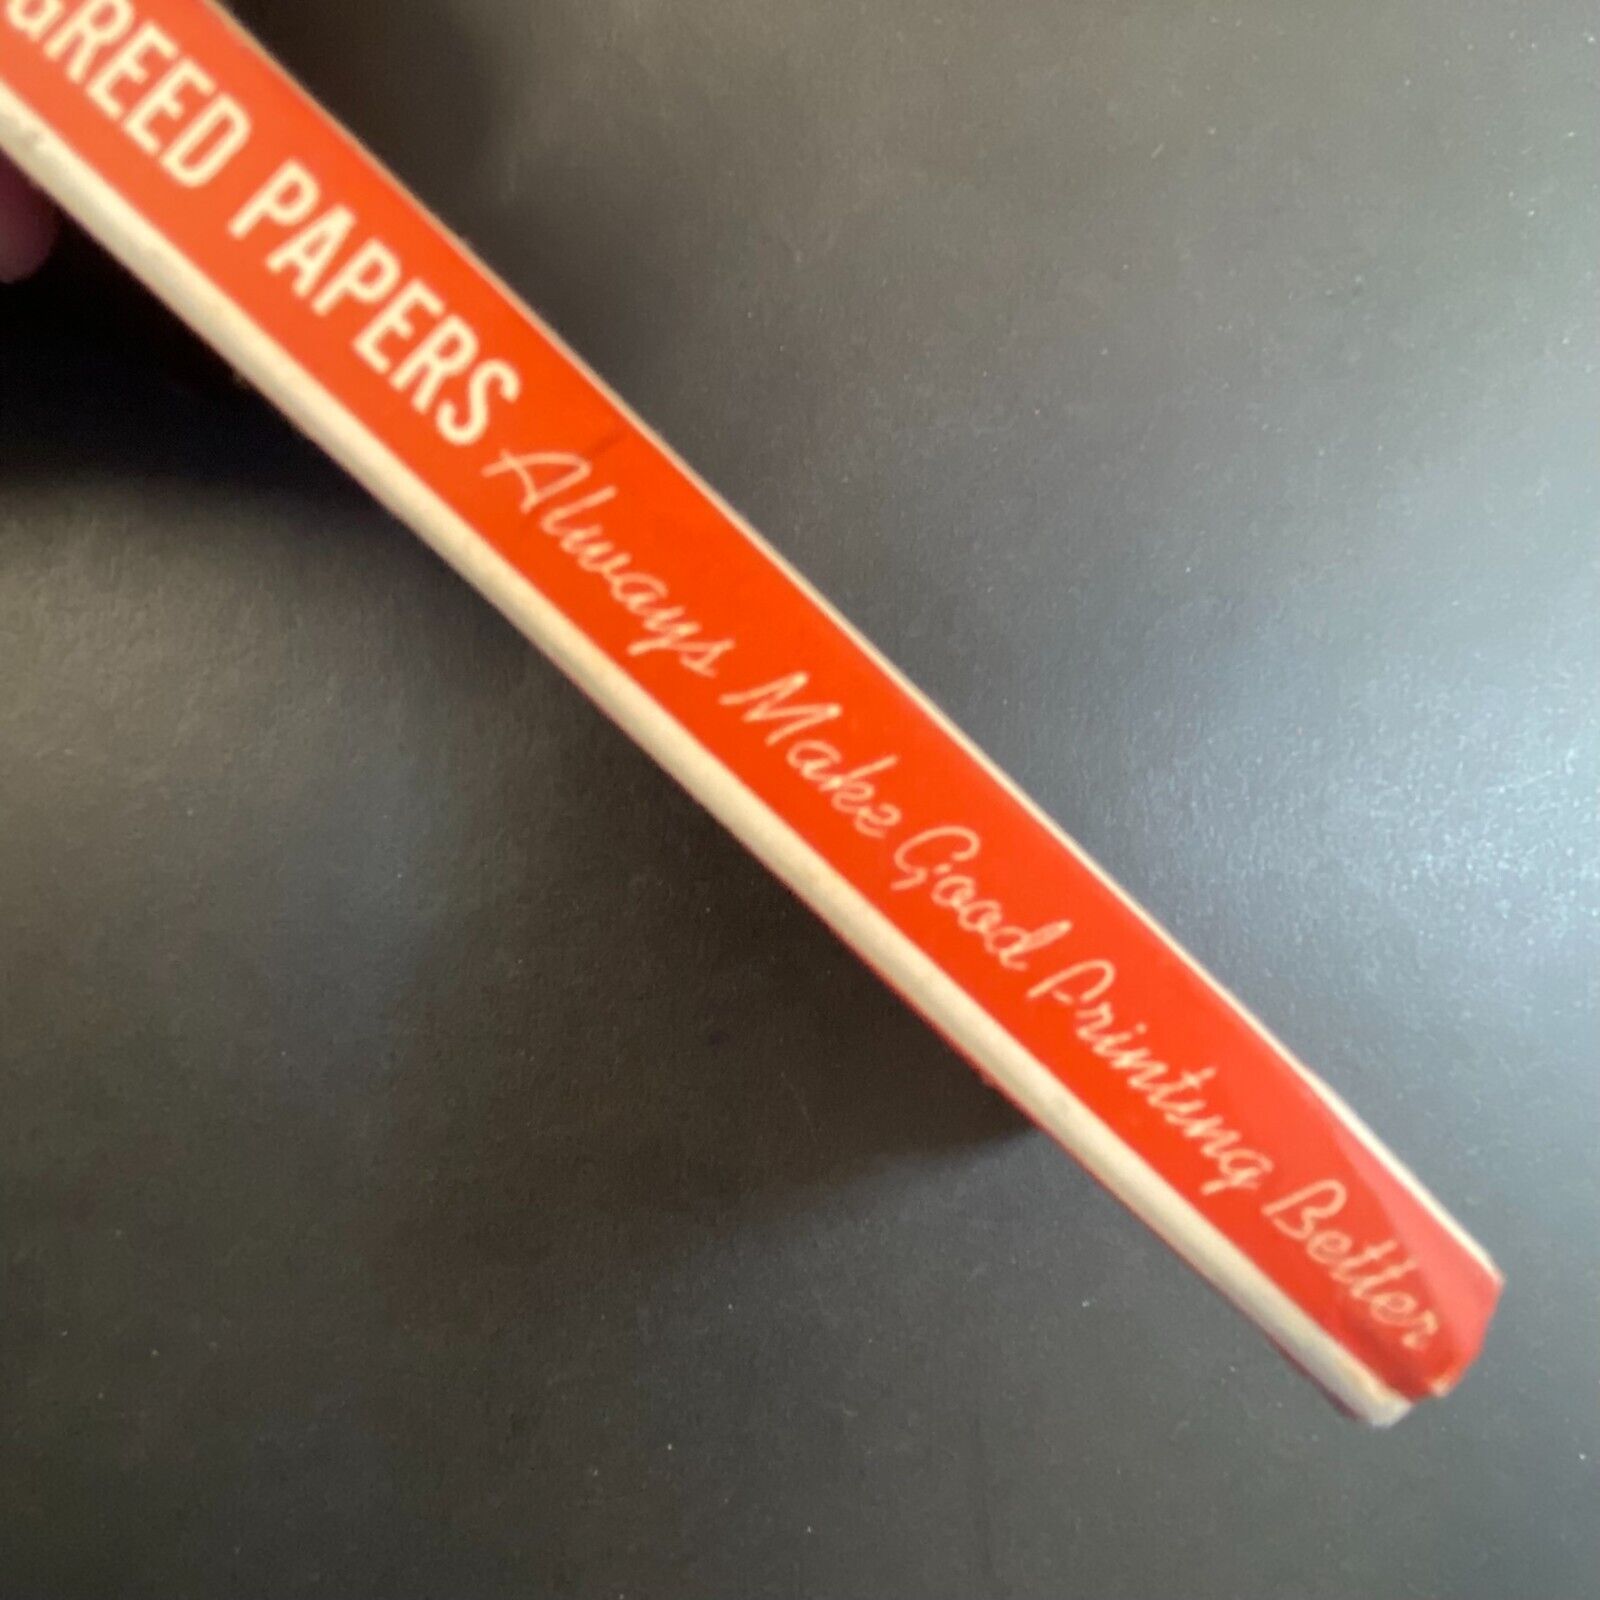 GREED PAPERS Always Make Good Printing Better